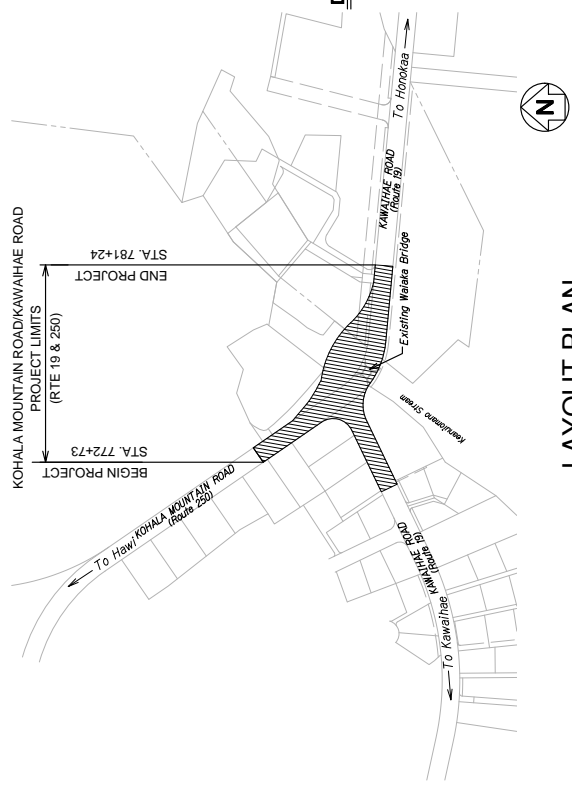 KOHALA MOUNTAIN ROAD/KAWAIHAE ROAD
PROJECT LIMITS
(RTE 19 & 250)
BEGIN PROJECT
STA. 772+73
END PROJECT
STA. 781+24
To Hawi
KOHALA MOUNTAIN ROAD
(Route 250)
KAWAIHAE ROAD
(Route 19)
To Honokaa
Existing Waiaka Bridge
Keanuiomano Stream
KAWAIHAE ROAD
(Route 19)
To Kawaihae
N
LAYOUT PLAN